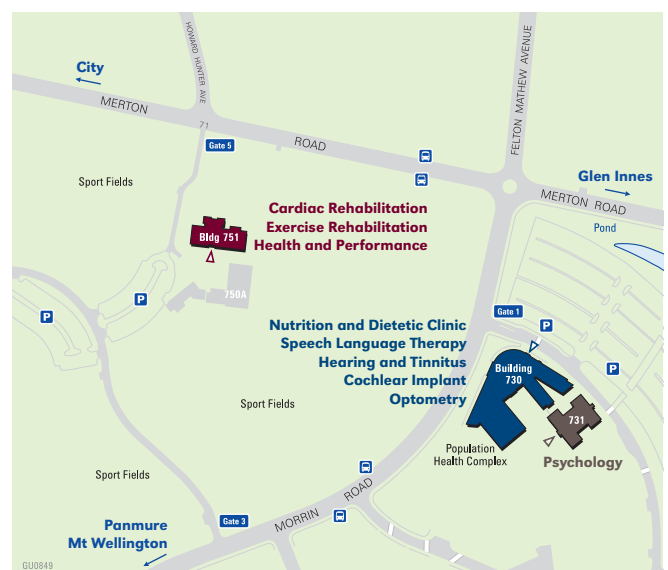 HOWARD HUNTER AVE
FELTON MATHEW AVENUE
City
MERTON
71
ROAD
Gate 5
Sport Fields
Glen Innes
MERTON ROAD
Pond
Cardiac Rehabilitation
Exercise Rehabilitation
Health and Performance
Bldg 751
750A
P
P
Gate 1
P
P
Nutrition and Dietetic Clinic
Speech Language Therapy
Hearing and Tinnitus
Cochlear Implant
Optometry
Building
730
731
Sport Fields
Population
Health Complex
Psychology
Sport Fields
MORRIN
ROAD
Gate 3
Panmure
Mt Wellington
GU0849